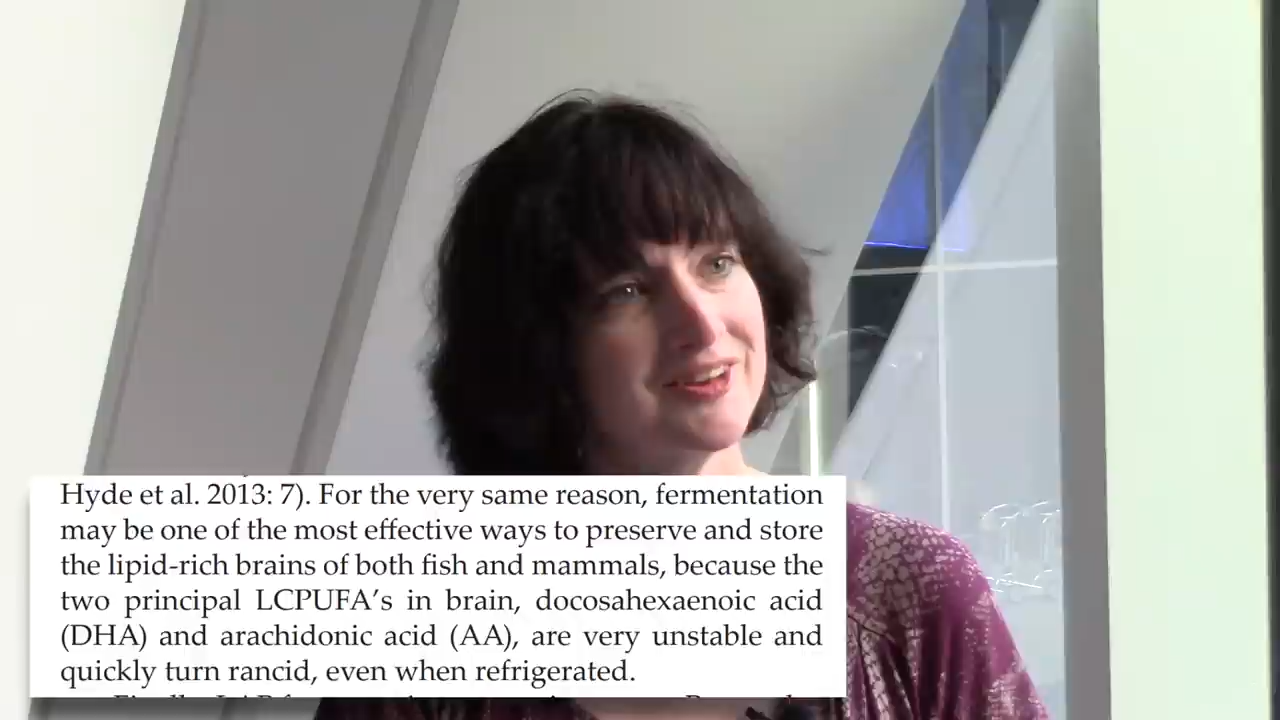 Hyde et al. 2013: 7). For the very same reason, fermentation
may be one of the most effective ways to preserve and store
the lipid-rich brains of both fish and mammals, because the
two principal LCPUFA's in brain, docosahexaenoic acid
(DHA) and arachidonic acid (AA), are very unstable and
quickly turn rancid, even when refrigerated.